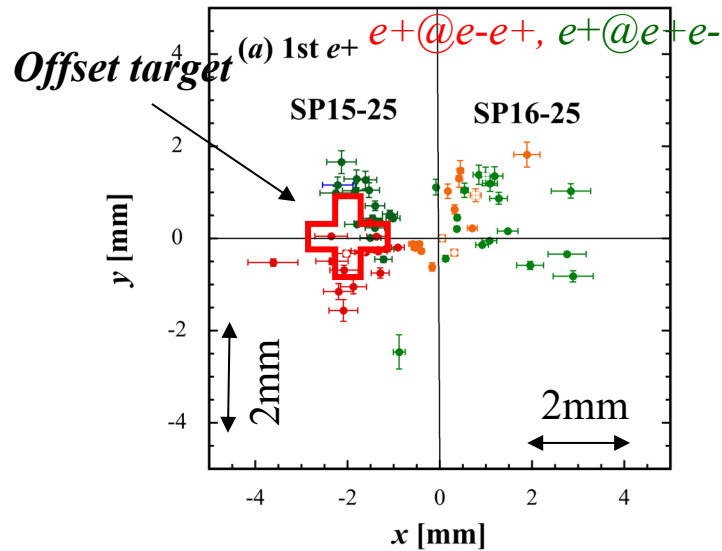 (a) 1st e+ e+@e-e+, e+@e+e-
Offset target
SP15-25 SP16-25
4
2
0
-2
-4
y [mm]
2mm
2mm
-4 -2 0 2 4
x [mm]